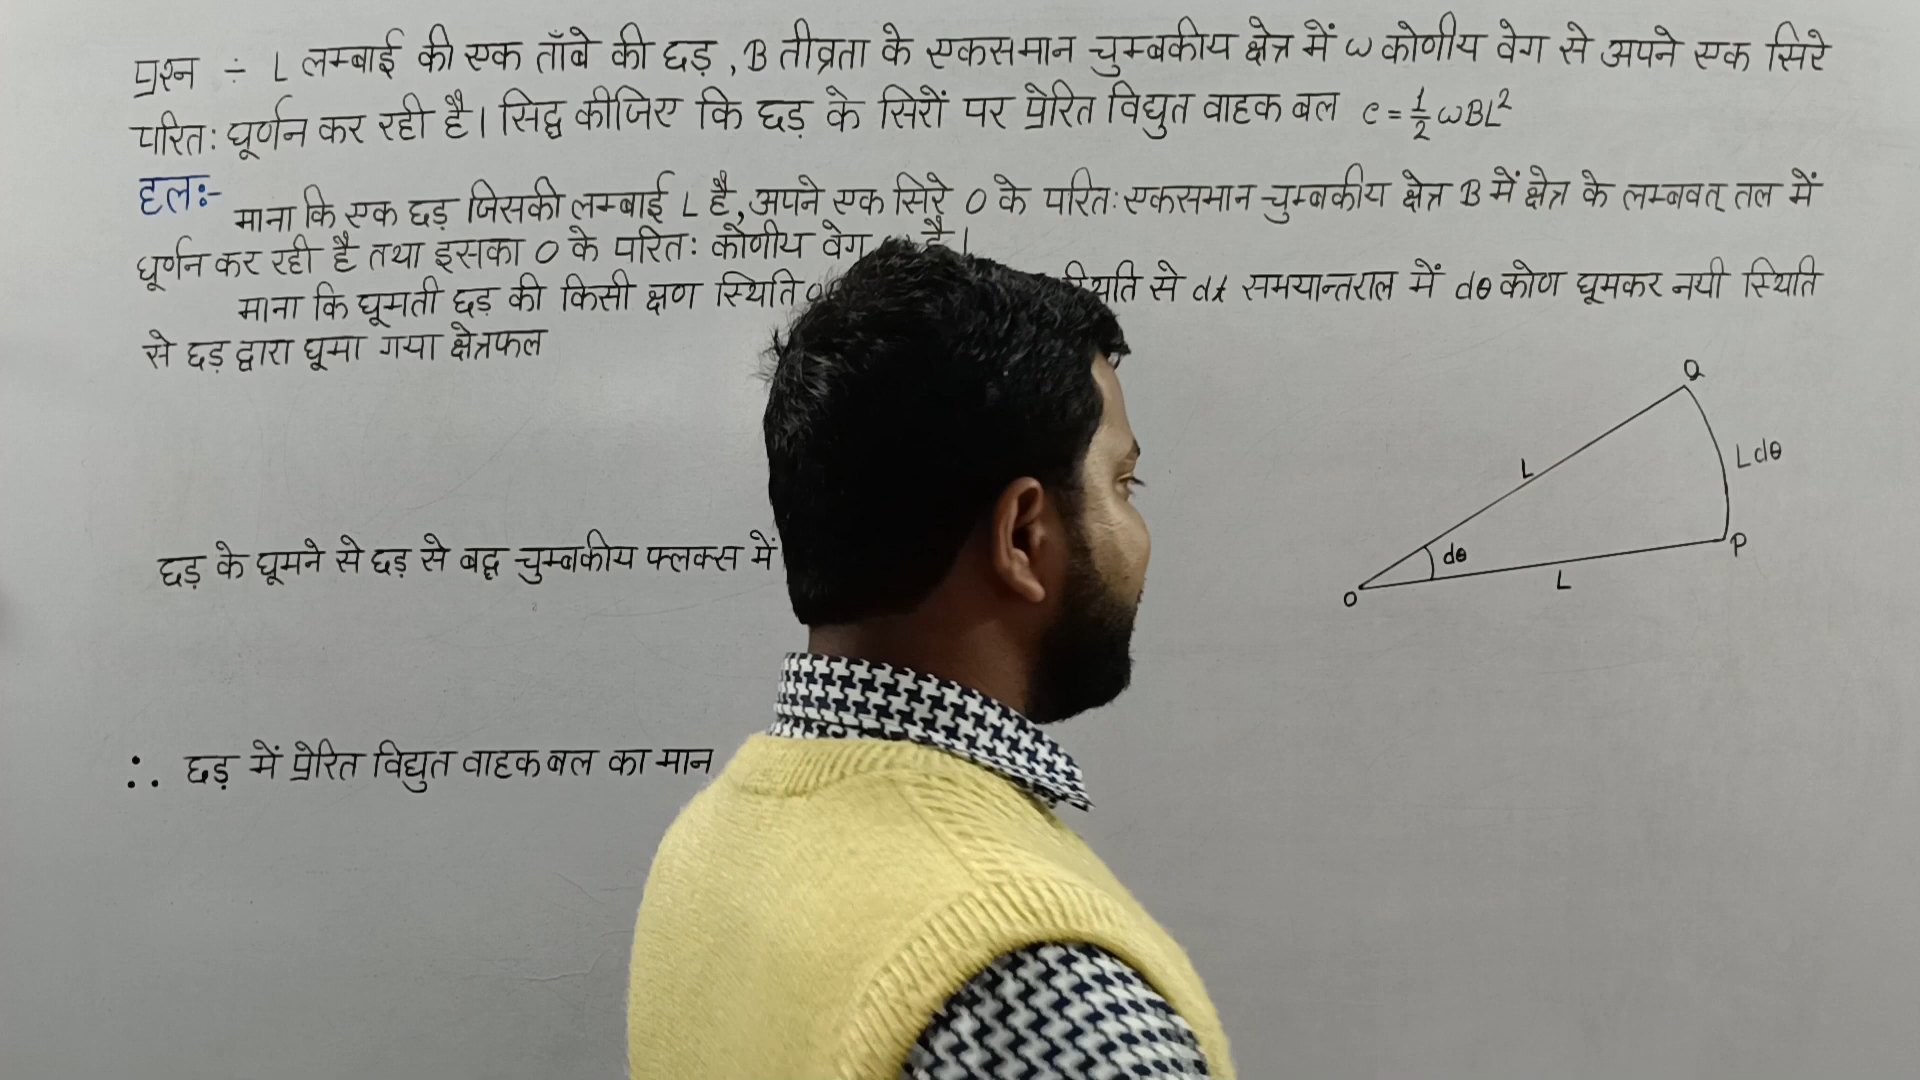 प्रश्न ÷ L लम्बाई की एक ताँबे की छड़, B तीव्रता के एकसमान चुम्बकीय क्षेत्र में ω कोणीय वेग से अपने एक सिरे
परितः घूर्णन कर रही है। सिद्ध कीजिए कि छड़ के सिरों पर प्रेरित विद्युत वाहक बल e = 1/2 ωBL²
हलः-
माना कि एक छड़ जिसकी लम्बाई L है, अपने एक सिरे O के परितः एकसमान चुम्बकीय क्षेत्र B में क्षेत्र के लम्बवत् तल में
घूर्णन कर रही है तथा इसका O के परितः कोणीय वेग है।
माना कि घूमती छड़ की किसी क्षण स्थिति से dt समयान्तराल में dθ कोण घूमकर नयी स्थिति
से छड़ द्वारा घूमा गया क्षेत्रफल
Q
L
Ldθ
dθ
P
O
L
छड़ के घूमने से छड़ से बद्ध चुम्बकीय फ्लक्स में
∴ छड़ में प्रेरित विद्युत वाहक बल का मान